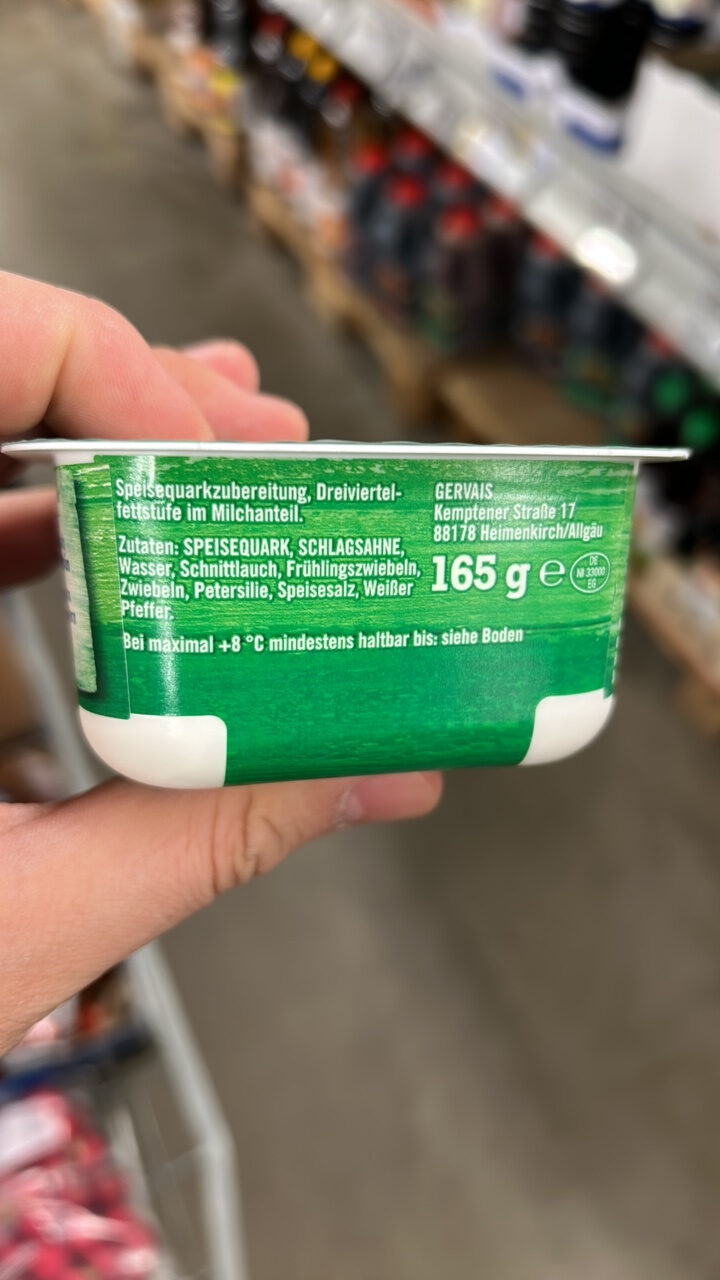 Speisequarkzubereitung, Dreiviertel-
fettstufe im Milchanteil.
Zutaten: SPEISEQUARK, SCHLAGSAHNE,
Wasser, Schnittlauch, Frühlingszwiebeln,
Zwiebeln, Petersilie, Speisesalz, Weißer
Pfeffer.
Bei maximal +8 °C mindestens haltbar bis: siehe Boden
GERVAIS
Kemptener Straße 17
88178 Heimenkirch/Allgäu
165 g e
DE
NI 33000
EG